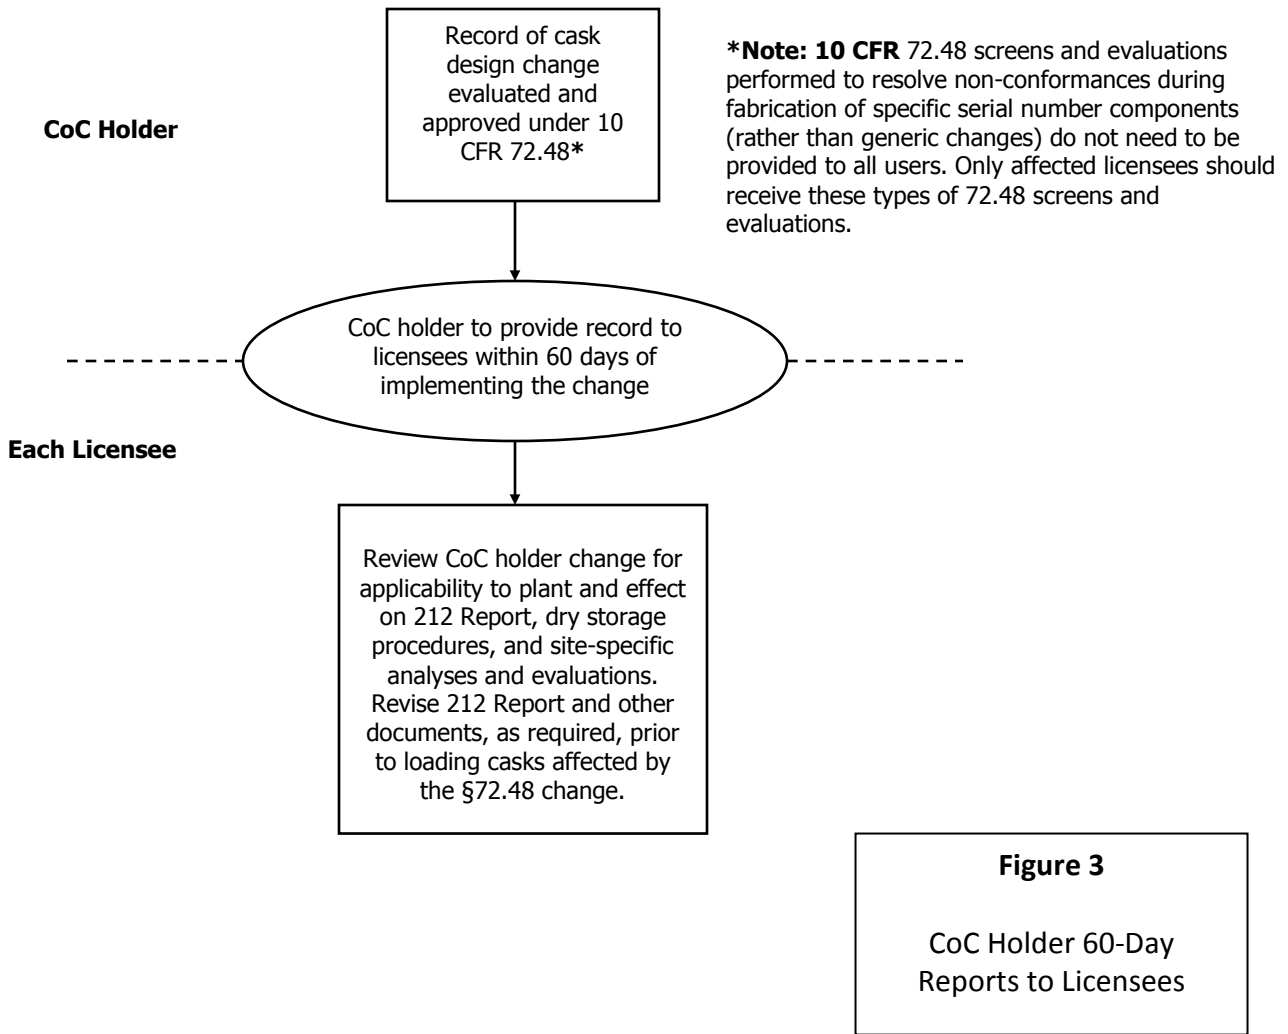 Record of cask
design change
evaluated and
approved under 10
CFR 72.48*
*Note: 10 CFR 72.48 screens and evaluations
performed to resolve non-conformances during
fabrication of specific serial number components
(rather than generic changes) do not need to be
provided to all users. Only affected licensees should
receive these types of 72.48 screens and
evaluations.
CoC Holder
CoC holder to provide record to
licensees within 60 days of
implementing the change
Each Licensee
Review CoC holder change for
applicability to plant and effect
on 212 Report, dry storage
procedures, and site-specific
analyses and evaluations.
Revise 212 Report and other
documents, as required, prior
to loading casks affected by
the §72.48 change.
Figure 3
CoC Holder 60-Day
Reports to Licensees